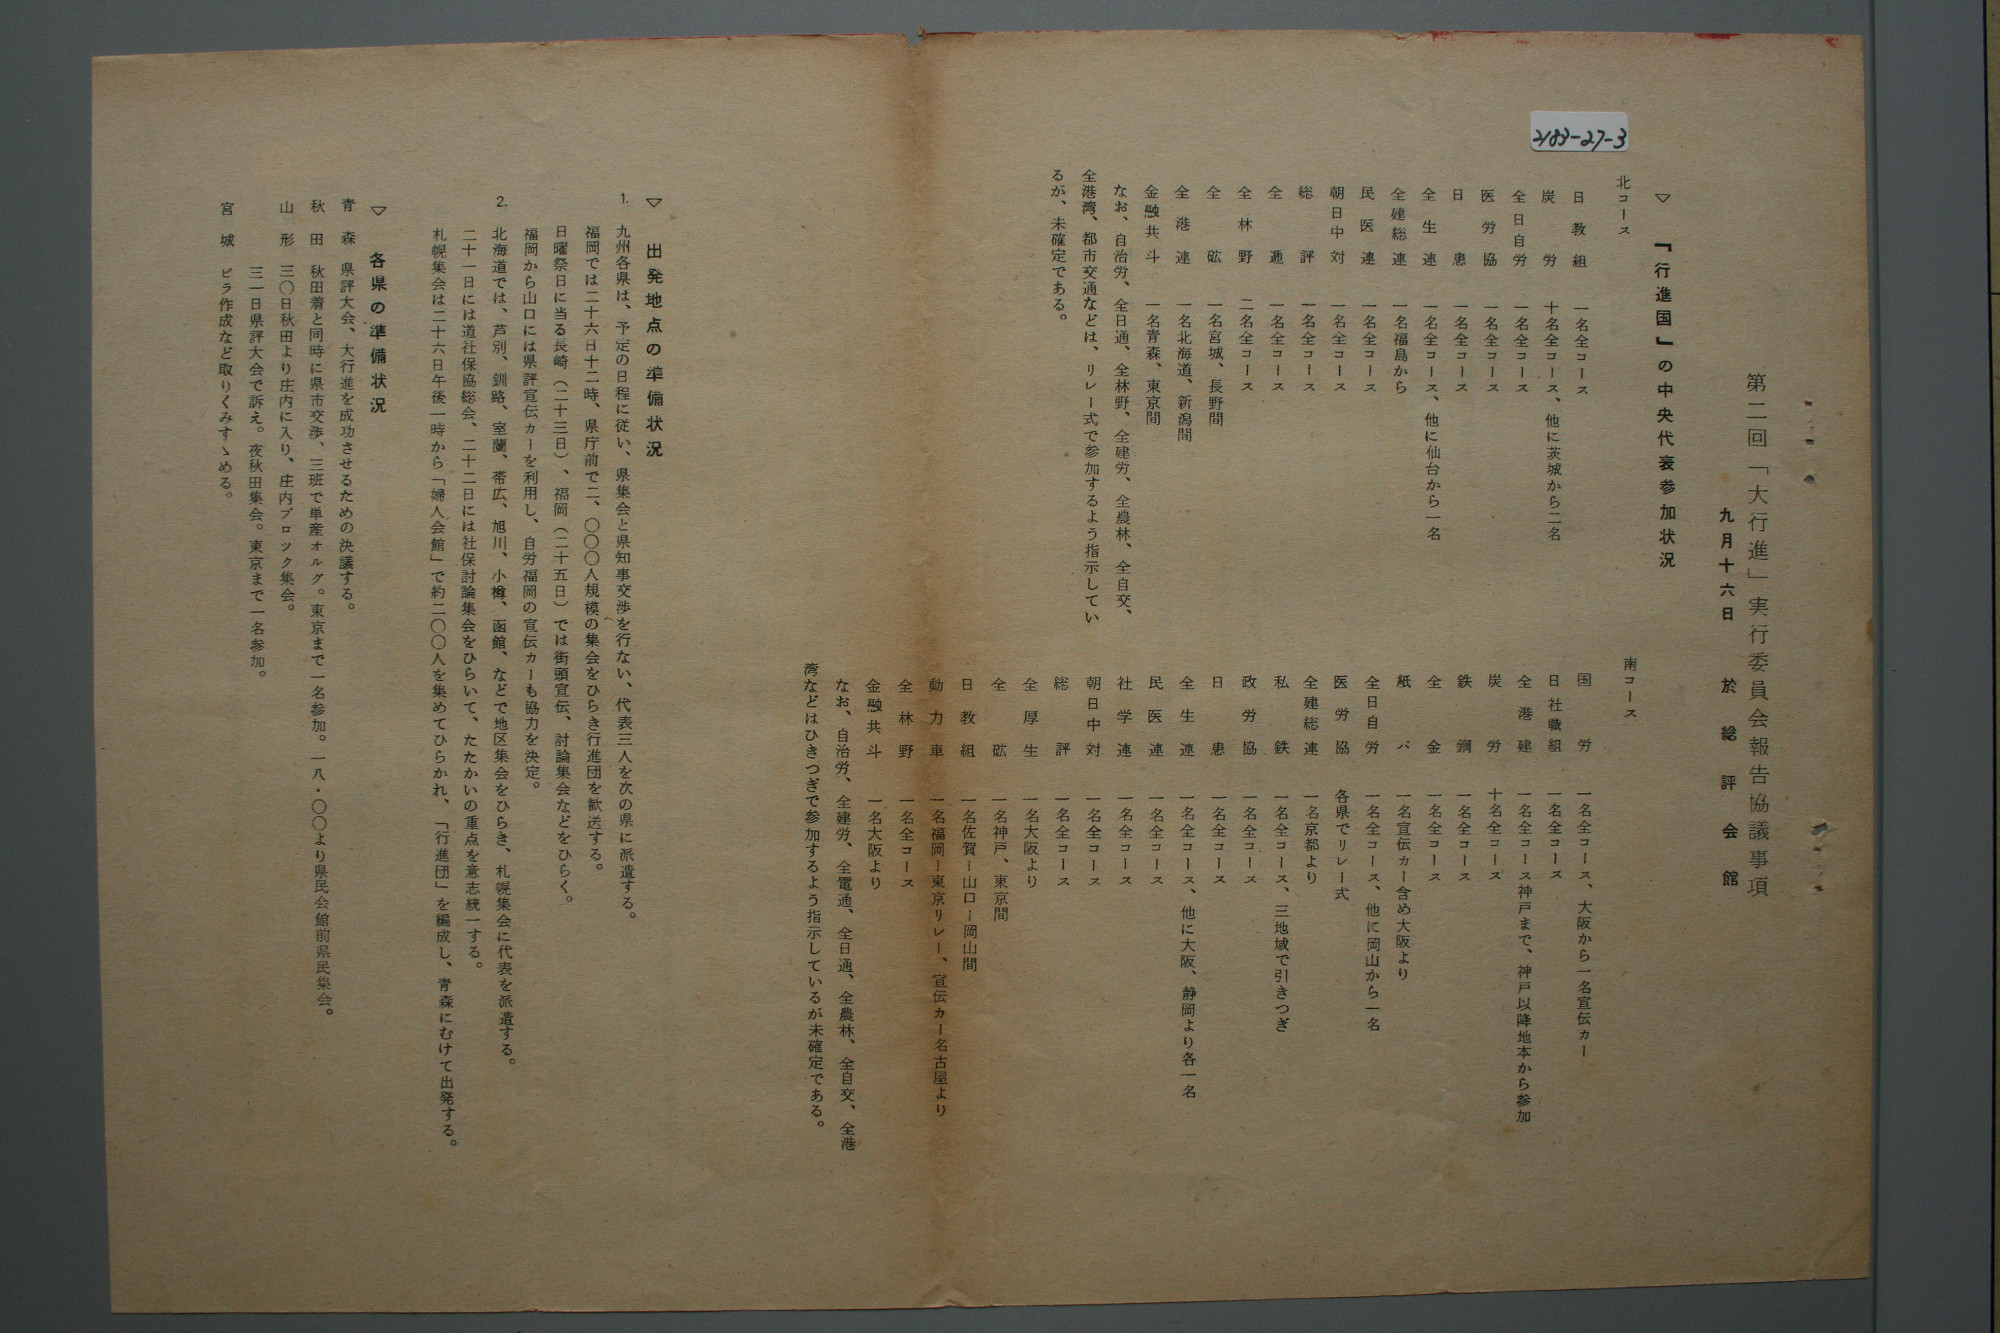 2183-27-3
第二回「大行進」実行委員会報告協議事項
九月十六日　於　総評会館
▽　『行進国』の中央代表参加状況
北コース
日教組　一名全コース
炭労　十名全コース、他に茨城から二名
全日自労　一名全コース
医労協　一名全コース
日患　一名全コース
全生連　一名全コース、他に仙台から一名
全建総連　一名福島から
民医連　一名全コース
朝日中対　一名全コース
総評　一名全コース
全逓　一名全コース
全林野　二名全コース
全砿　一名宮城、長野間
全港連　一名北海道、新潟間
金融共斗　一名青森、東京間
なお、自治労、全日通、全林野、全建労、全農林、全自交、
全港湾、都市交通などは、リレー式で参加するよう指示してい
るが、未確定である。
南コース
国労　一名全コース、大阪から一名宣伝カー
日社職組　一名全コース
全港建　一名全コース神戸まで、神戸以降地本から参加
炭労　十名全コース
鉄鋼　一名全コース
全金　一名全コース
紙パ　一名宣伝カー含め大阪より
全日自労　一名全コース、他に岡山から一名
医労協　各県でリレー式
全建総連　一名京都より
私鉄　一名全コース、三地域で引きつぎ
政労協　一名全コース
日患　一名全コース
全生連　一名全コース、他に大阪、静岡より各一名
民医連　一名全コース
社学連　一名全コース
朝日中対　一名全コース
総評　一名全コース
全厚生　一名大阪より
全砿　一名神戸、東京間
日教組　一名佐賀ー山口ー岡山間
動力車　一名福岡ー東京リレー、宣伝カー名古屋より
全林野　一名全コース
金融共斗　一名大阪より
なお、自治労、全建労、全電通、全日通、全農林、全自交、全港
湾などはひきつぎで参加するよう指示しているが未確定である。
▽　出発地点の準備状況
1.　九州各県は、予定の日程に従い、県集会と県知事交渉を行ない、代表三人を次の県に派遣する。
福岡では二十六日十二時、県庁前で二、〇〇〇人規模の集会をひらき行進団を歓送する。
日曜祭日に当る長崎（二十三日）、福岡（二十五日）では街頭宣伝、討論集会などをひらく。
福岡から山口には県評宣伝カーを利用し、自労福岡の宣伝カーも協力を決定。
2.　北海道では、芦別、釧路、室蘭、帯広、旭川、小樽、函館、などで地区集会をひらき、札幌集会に代表を派遣する。
二十一日には道社保協総会、二十二日には社保討論集会をひらいて、たたかいの重点を意志統一する。
札幌集会は二十六日午後一時から「婦人会館」で約二〇〇人を集めてひらかれ、「行進団」を編成し、青森にむけて出発する。
▽　各県の準備状況
青森　県評大会、大行進を成功させるための決議する。
秋田　秋田着と同時に県市交渉、三班で単産オルグ。東京まで一名参加。一八・〇〇より県民会館前県民集会。
山形　三〇日秋田より庄内に入り、庄内ブロック集会。
三一日県評大会で訴え。夜秋田集会。東京まで一名参加。
宮城　ビラ作成など取りくみすゝめる。